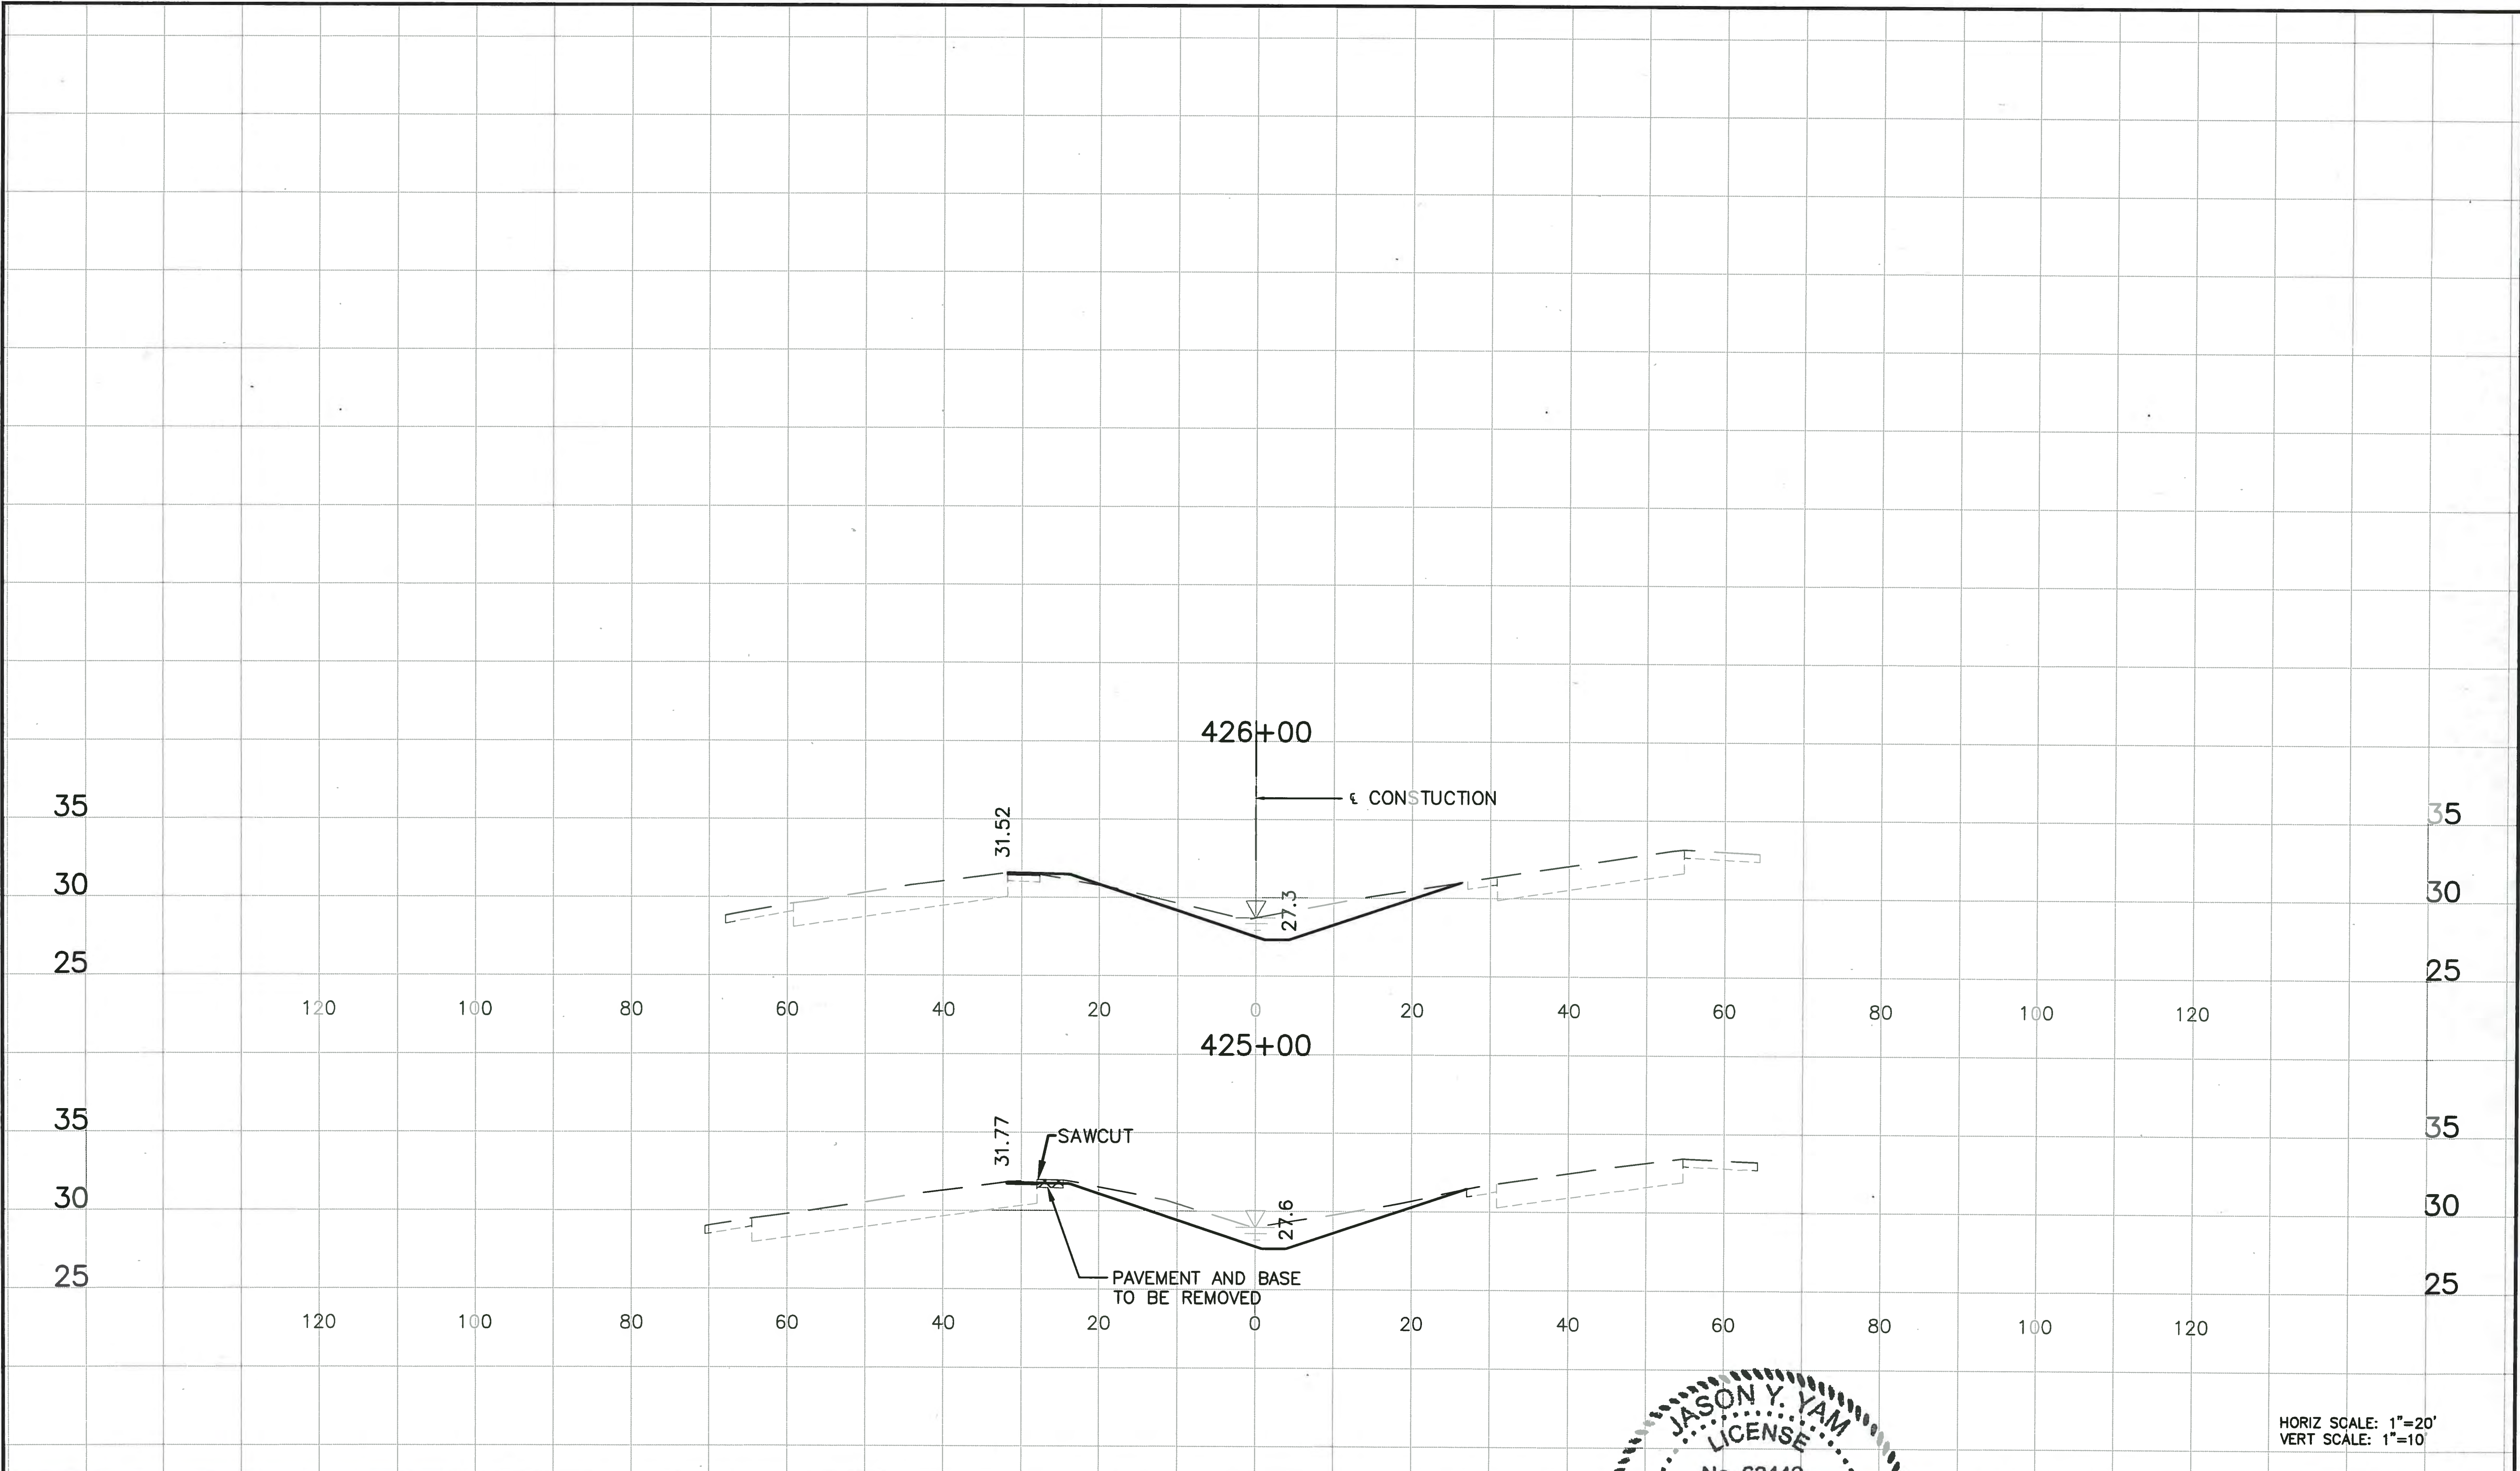 426+00
℄ CONSTUCTION
35
31.52
35
30
27.3
30
25
25
120 100 80 60 40 20 0 20 40 60 80 100 120
425+00
35
31.77
SAWCUT
35
30
27.6
30
25
PAVEMENT AND BASE
TO BE REMOVED
25
120 100 80 60 40 20 0 20 40 60 80 100 120
JASON Y. YAM
LICENSE
HORIZ SCALE: 1"=20'
VERT SCALE: 1"=10'